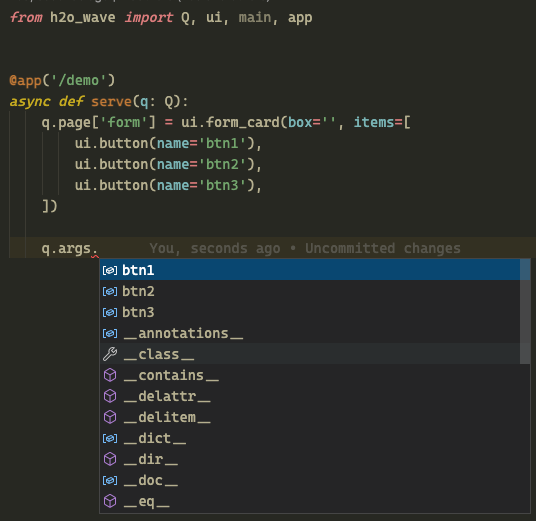 from h2o_wave import Q, ui, main, app
@app('/demo')
async def serve(q: Q):
    q.page['form'] = ui.form_card(box='', items=[
        ui.button(name='btn1'),
        ui.button(name='btn2'),
        ui.button(name='btn3'),
    ])
    q.args.      You, seconds ago • Uncommitted changes
btn1
btn2
btn3
__annotations__
__class__
__contains__
__delattr__
__delitem__
__dict__
__dir__
__doc__
__eq__